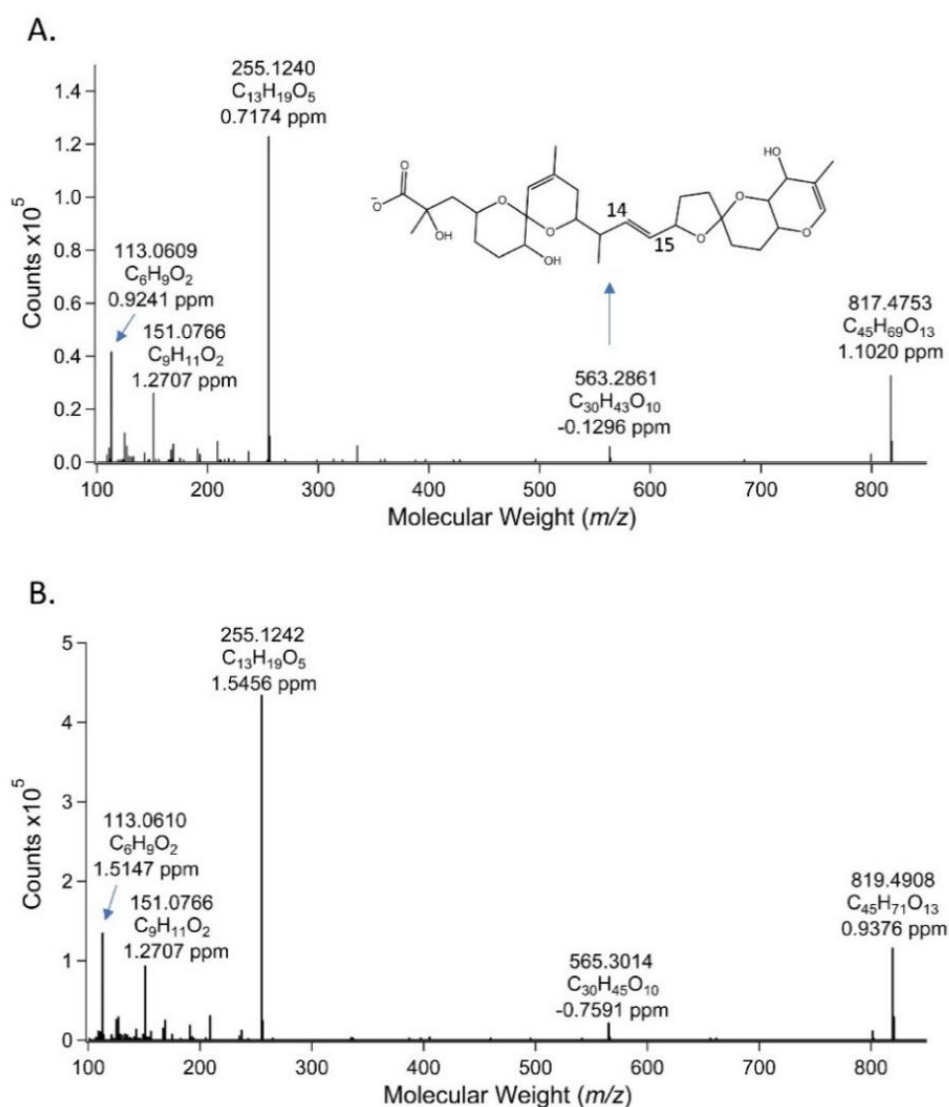 A.
255.1240
C₁₃H₁₉O₅
0.7174 ppm
1.4
1.2
1.0
0.8
0.6
0.4
0.2
0.0
Counts x10⁵
113.0609
C₆H₉O₂
0.9241 ppm
151.0766
C₉H₁₁O₂
1.2707 ppm
O
⁻O
OH
O
O
OH
14
15
O
O
HO
O
563.2861
C₃₀H₄₃O₁₀
-0.1296 ppm
817.4753
C₄₅H₆₉O₁₃
1.1020 ppm
100 200 300 400 500 600 700 800
Molecular Weight (m/z)
B.
255.1242
C₁₃H₁₉O₅
1.5456 ppm
5
4
3
2
1
0
Counts x10⁵
113.0610
C₆H₉O₂
1.5147 ppm
151.0766
C₉H₁₁O₂
1.2707 ppm
565.3014
C₃₀H₄₅O₁₀
-0.7591 ppm
819.4908
C₄₅H₇₁O₁₃
0.9376 ppm
100 200 300 400 500 600 700 800
Molecular Weight (m/z)